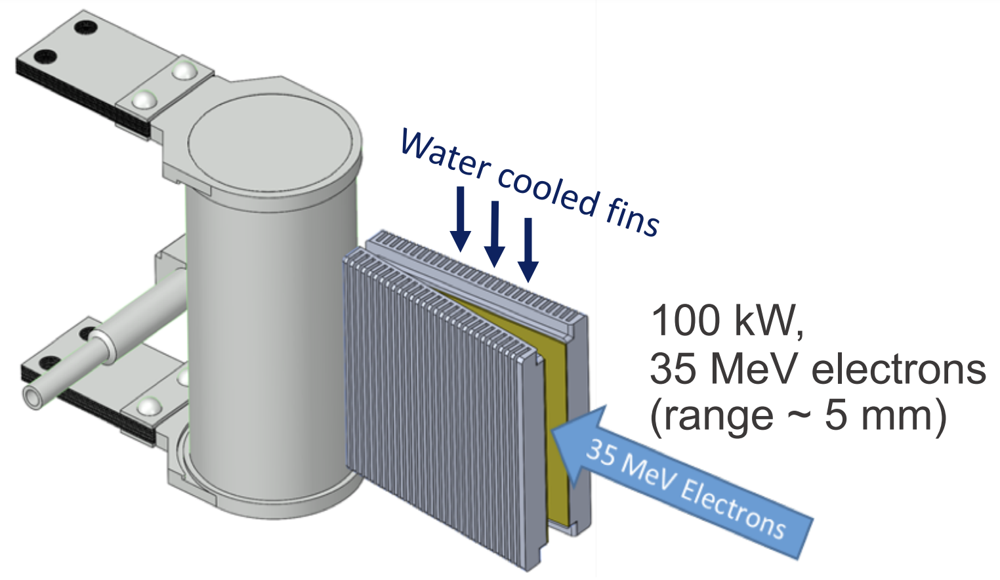 Water cooled fins
100 kW,
35 MeV electrons
(range ~ 5 mm)
35 MeV Electrons